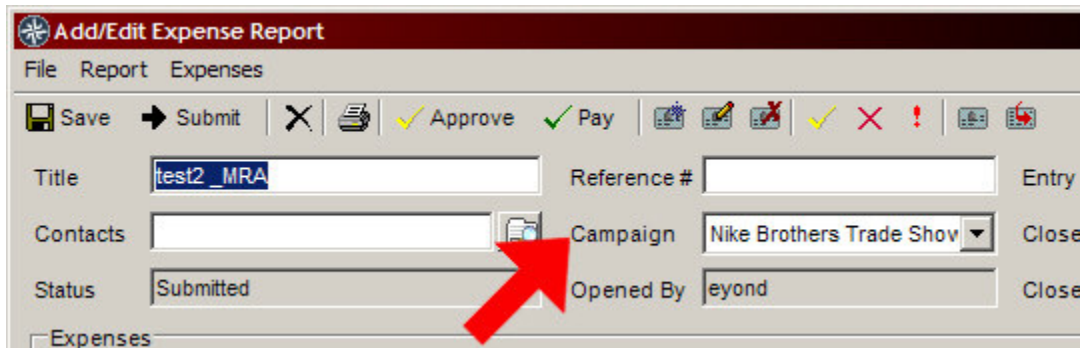 Add/Edit Expense Report
File Report Expenses
Save Submit Approve Pay
Title test2 _MRA Reference # Entry
Contacts Campaign Nike Brothers Trade Show Close
Status Submitted Opened By eyond Close
Expenses